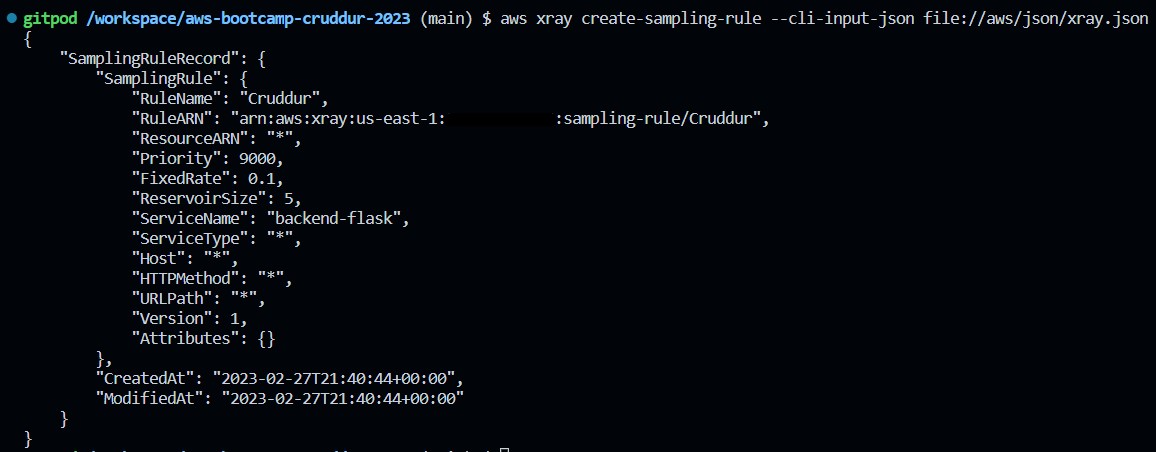 gitpod /workspace/aws-bootcamp-cruddur-2023 (main) $ aws xray create-sampling-rule --cli-input-json file://aws/json/xray.json
{
    "SamplingRuleRecord": {
        "SamplingRule": {
            "RuleName": "Cruddur",
            "RuleARN": "arn:aws:xray:us-east-1:           :sampling-rule/Cruddur",
            "ResourceARN": "*",
            "Priority": 9000,
            "FixedRate": 0.1,
            "ReservoirSize": 5,
            "ServiceName": "backend-flask",
            "ServiceType": "*",
            "Host": "*",
            "HTTPMethod": "*",
            "URLPath": "*",
            "Version": 1,
            "Attributes": {}
        },
        "CreatedAt": "2023-02-27T21:40:44+00:00",
        "ModifiedAt": "2023-02-27T21:40:44+00:00"
    }
}